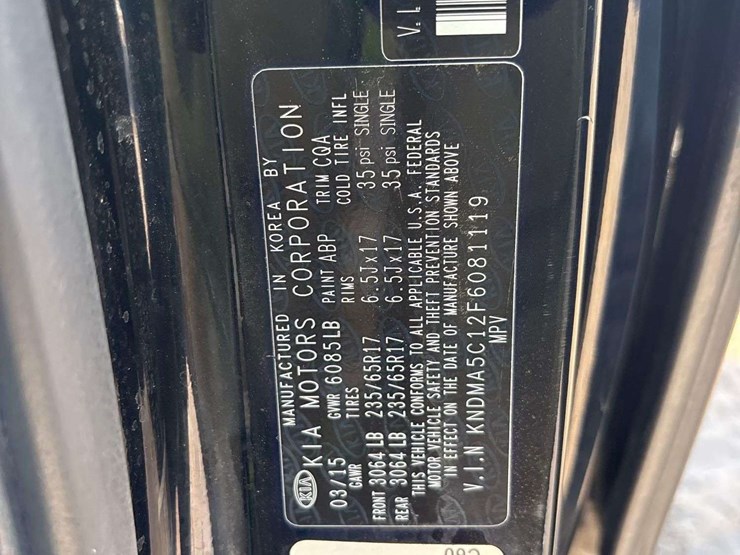 MANUFACTURED IN KOREA BY
KIA KIA MOTORS CORPORATION
03/15 GVWR 6085LB PAINT ABP TRIM CQA
GAWR TIRES RIMS COLD TIRE INFL
FRONT 3064 LB 235/65R17 6.5Jx17 35 psi SINGLE
REAR 3064 LB 235/65R17 6.5Jx17 35 psi SINGLE
THIS VEHICLE CONFORMS TO ALL APPLICABLE U.S.A. FEDERAL
MOTOR VEHICLE SAFETY AND THEFT PREVENTION STANDARDS
IN EFFECT ON THE DATE OF MANUFACTURE SHOWN ABOVE
V.I.N KNDMA5C12F6081119
MPV